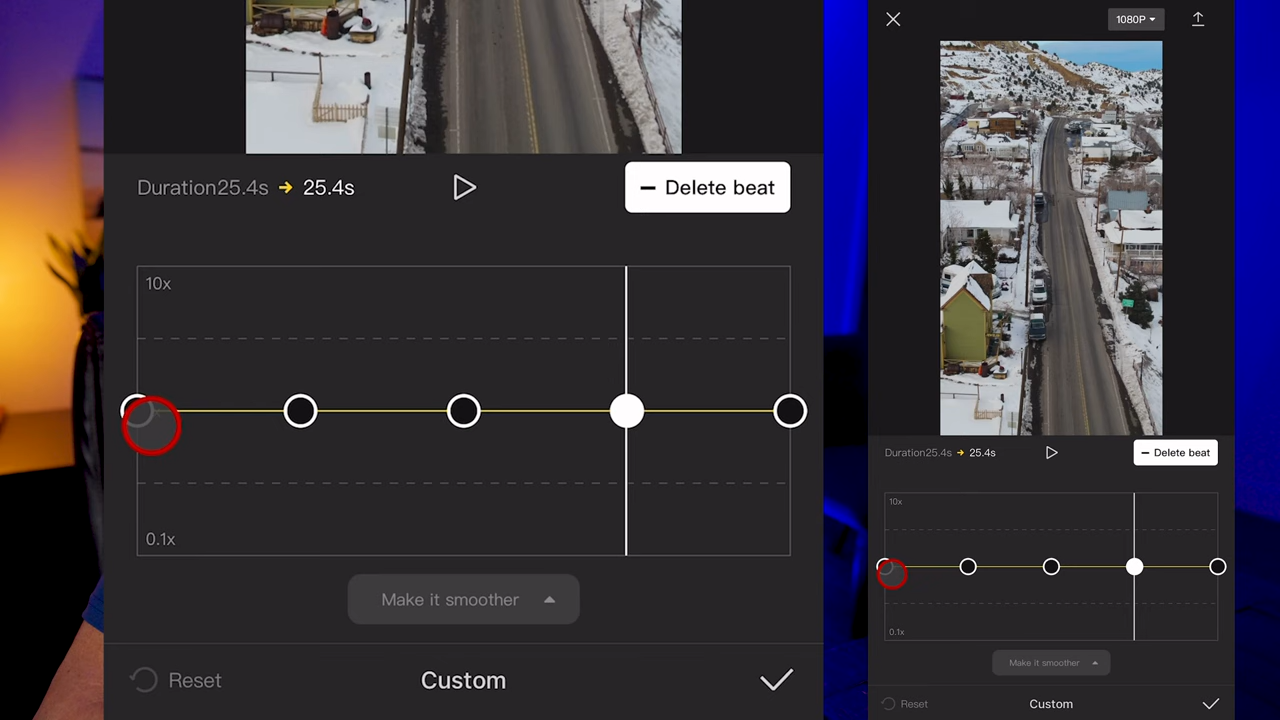 Duration25.4s → 25.4s
− Delete beat
10x
0.1x
Make it smoother
Reset
Custom
1080P
Duration25.4s → 25.4s
− Delete beat
10x
0.1x
Make it smoother
Reset
Custom